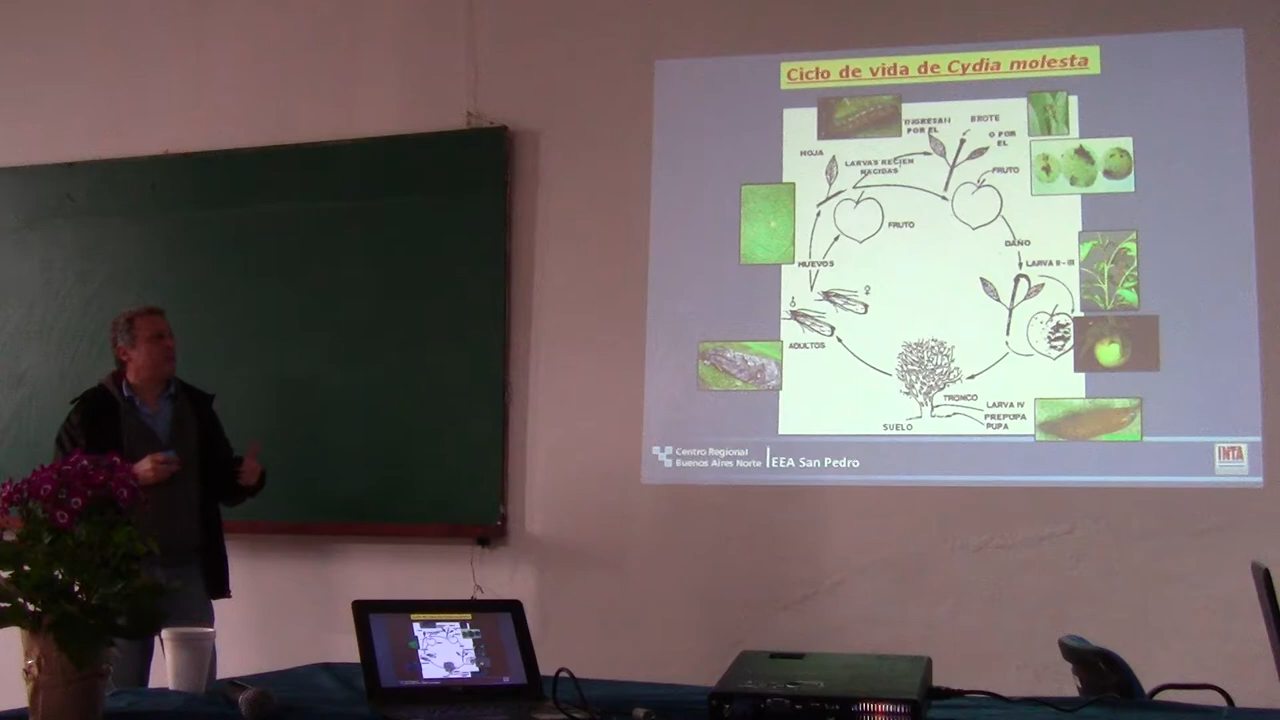 Ciclo de vida de Cydia molesta
INGRESAN
POR EL
BROTE
O POR
EL
HOJA
LARVAS RECIEN
NACIDAS
FRUTO
FRUTO
DAÑO
HUEVOS
LARVA II-III
♀
♂
ADULTOS
TRONCO
LARVA IV
PREPUPA
PUPA
SUELO
Centro Regional
Buenos Aires Norte
EEA San Pedro
INTA